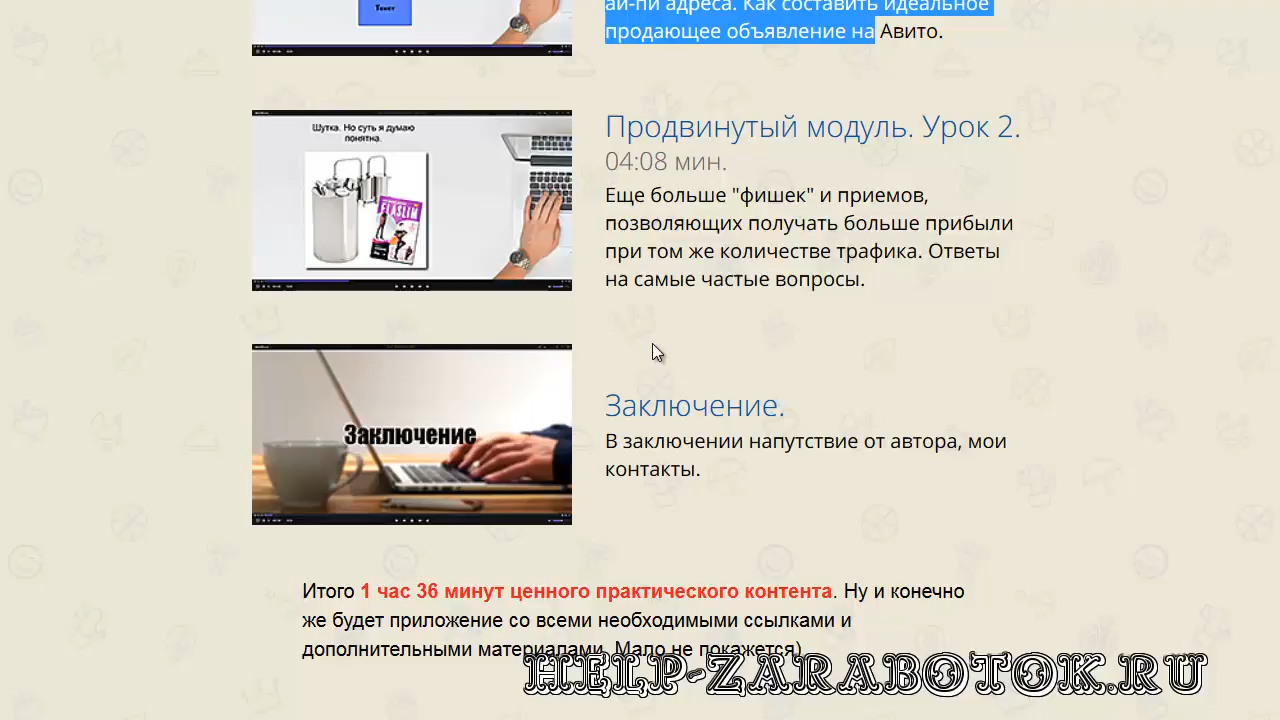 Текст
ай-пи адреса. Как составить идеальное
продающее объявление на Авито.
Шутка. Но суть я думаю
понятна.
Продвинутый модуль. Урок 2.
04:08 мин.
Еще больше "фишек" и приемов,
позволяющих получать больше прибыли
при том же количестве трафика. Ответы
на самые частые вопросы.
Заключение
Заключение.
В заключении напутствие от автора, мои
контакты.
Итого 1 час 36 минут ценного практического контента. Ну и конечно
же будет приложение со всеми необходимыми ссылками и
дополнительными материалами. Мало не покажется)
HELP-ZARABOTOK.RU